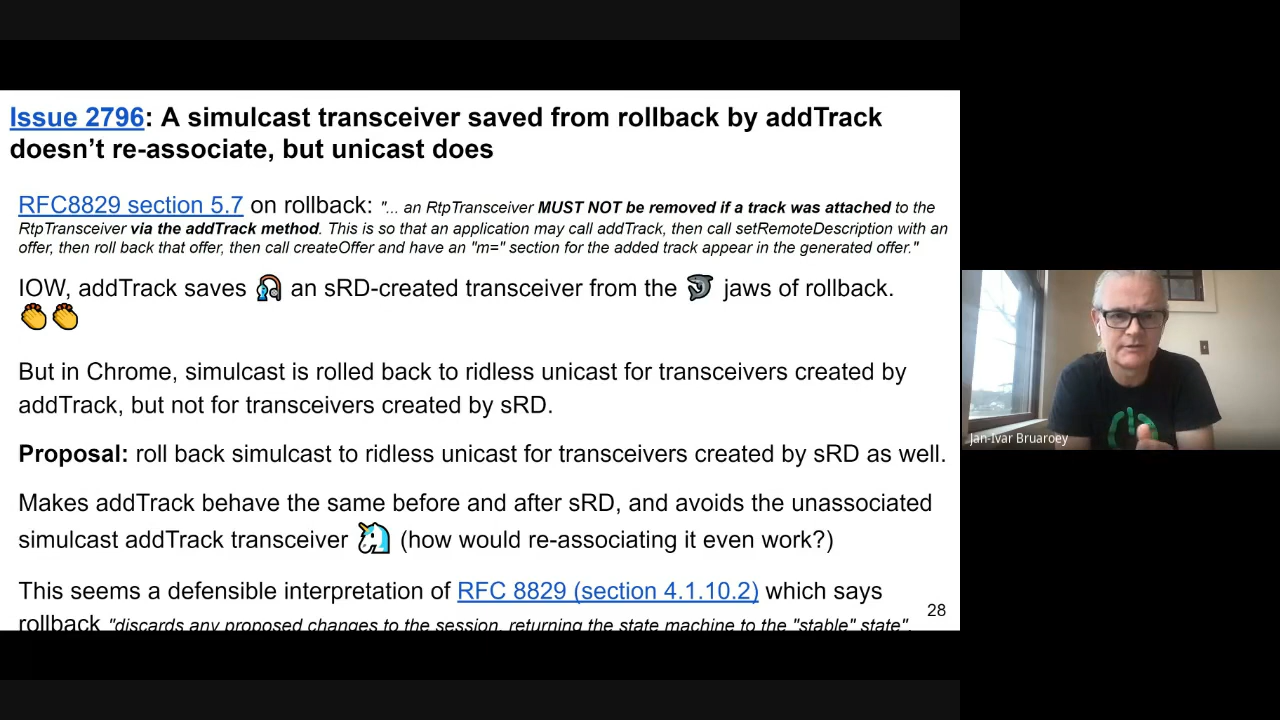 Issue 2796: A simulcast transceiver saved from rollback by addTrack
doesn’t re-associate, but unicast does
RFC8829 section 5.7 on rollback: "... an RtpTransceiver MUST NOT be removed if a track was attached to the
RtpTransceiver via the addTrack method. This is so that an application may call addTrack, then call setRemoteDescription with an
offer, then roll back that offer, then call createOffer and have an "m=" section for the added track appear in the generated offer."
IOW, addTrack saves an sRD-created transceiver from the jaws of rollback.
But in Chrome, simulcast is rolled back to ridless unicast for transceivers created by
addTrack, but not for transceivers created by sRD.
Proposal: roll back simulcast to ridless unicast for transceivers created by sRD as well.
Makes addTrack behave the same before and after sRD, and avoids the unassociated
simulcast addTrack transceiver (how would re-associating it even work?)
This seems a defensible interpretation of RFC 8829 (section 4.1.10.2) which says
rollback "discards any proposed changes to the session, returning the state machine to the "stable" state".
28
Jan-Ivar Bruaroey